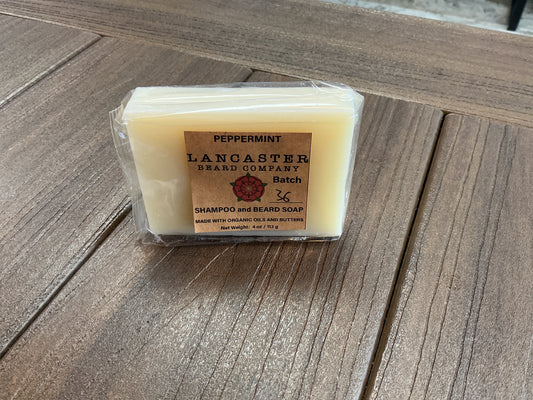 PEPPERMINT
LANCASTER
BEARD COMPANY
Batch
36
SHAMPOO and BEARD SOAP
MADE WITH ORGANIC OILS AND BUTTERS
Net Weight: 4 oz / 113 g